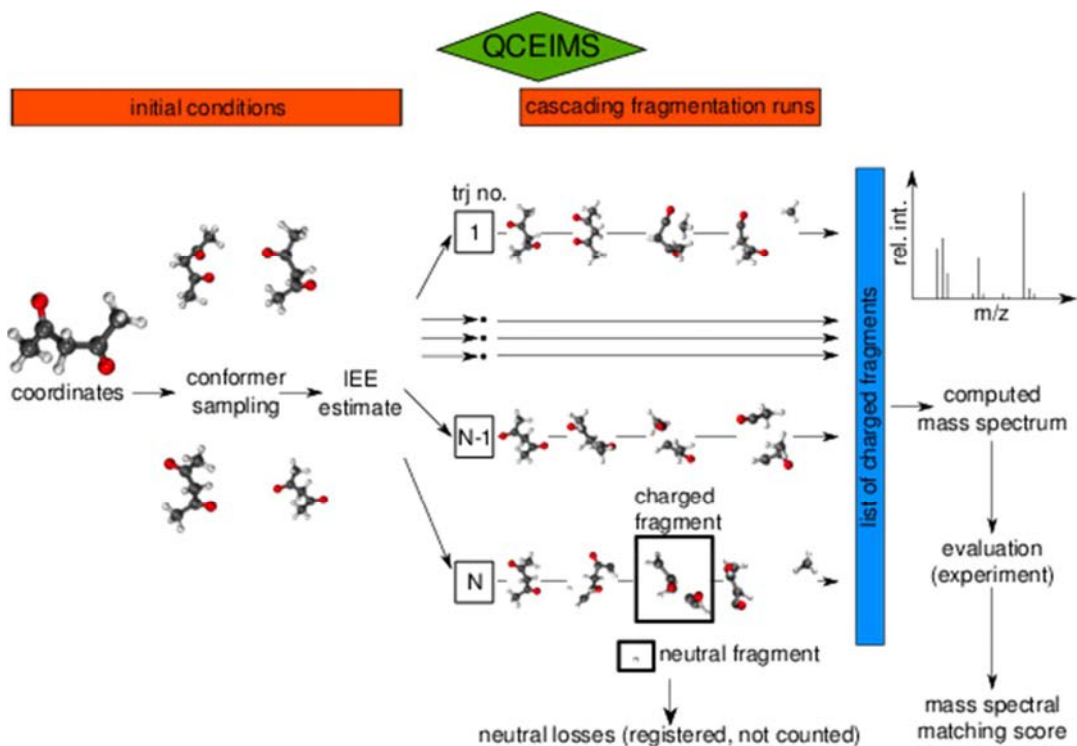 QCEIMS
initial conditions
cascading fragmentation runs
coordinates
conformer
sampling
IEE
estimate
trj no.
1
N-1
N
charged
fragment
neutral fragment
neutral losses (registered, not counted)
list of charged fragments
rel. int.
m/z
computed
mass spectrum
evaluation
(experiment)
mass spectral
matching score